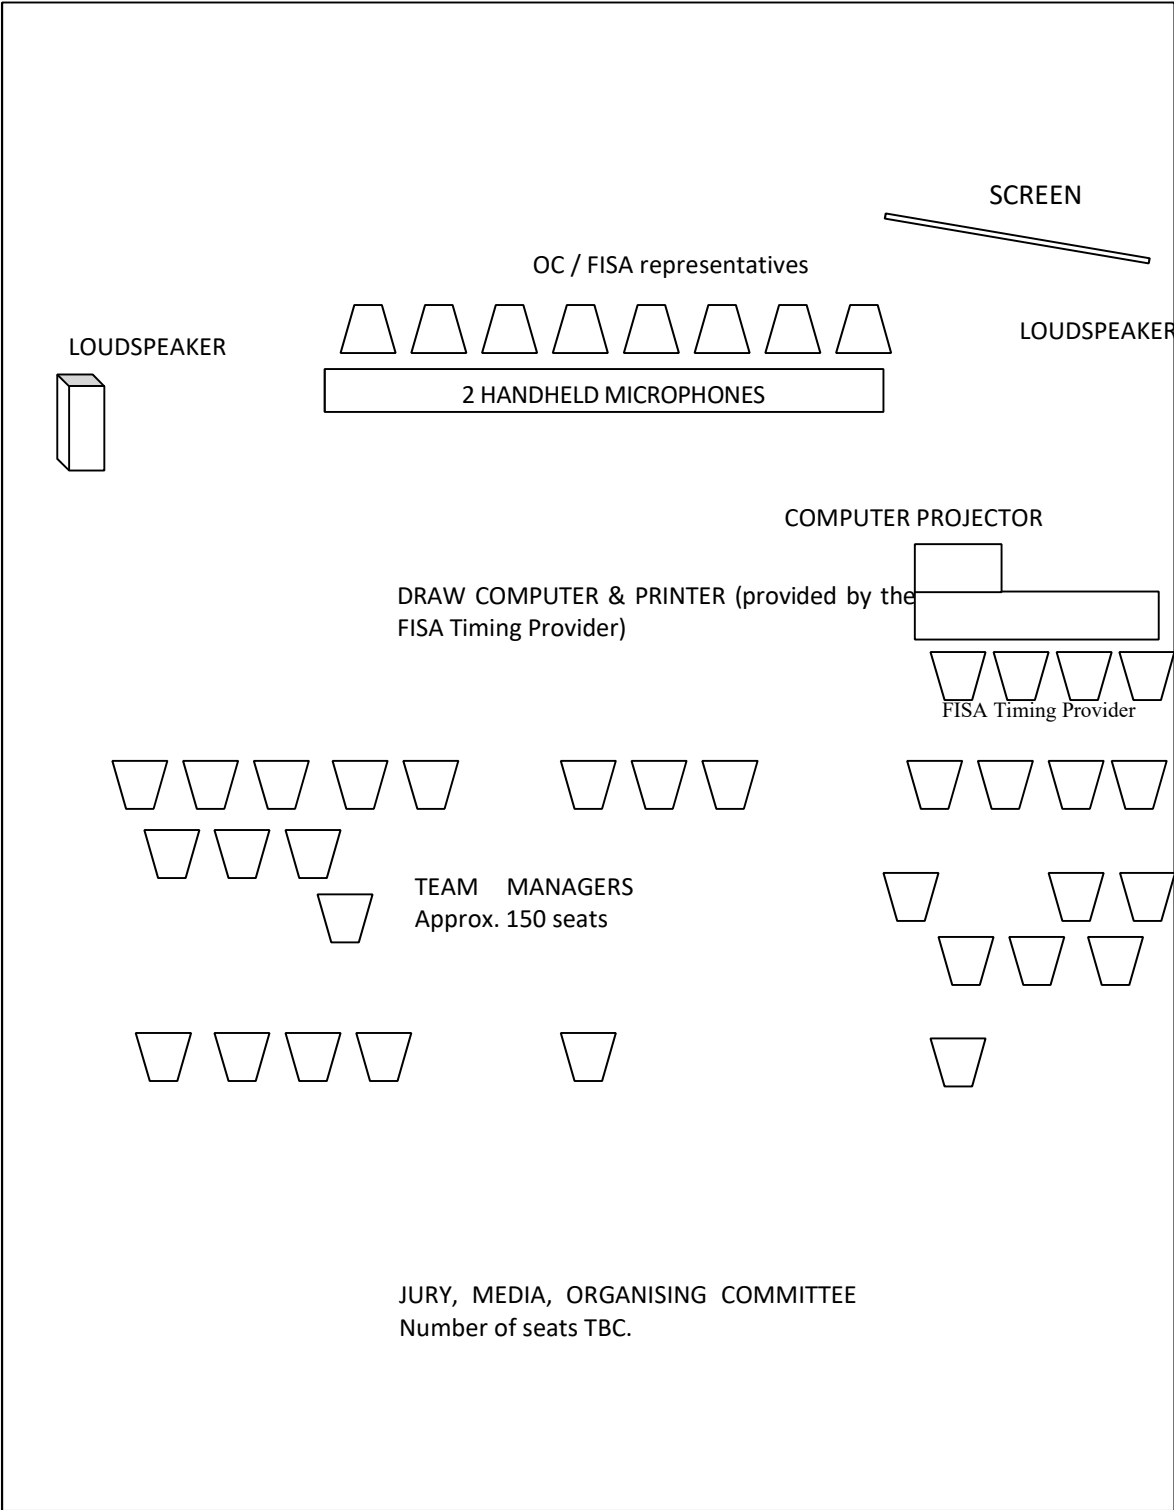 SCREEN
OC / FISA representatives
LOUDSPEAKER
LOUDSPEAKER
2 HANDHELD MICROPHONES
COMPUTER PROJECTOR
DRAW COMPUTER & PRINTER (provided by the
FISA Timing Provider)
FISA Timing Provider
TEAM MANAGERS
Approx. 150 seats
JURY, MEDIA, ORGANISING COMMITTEE
Number of seats TBC.